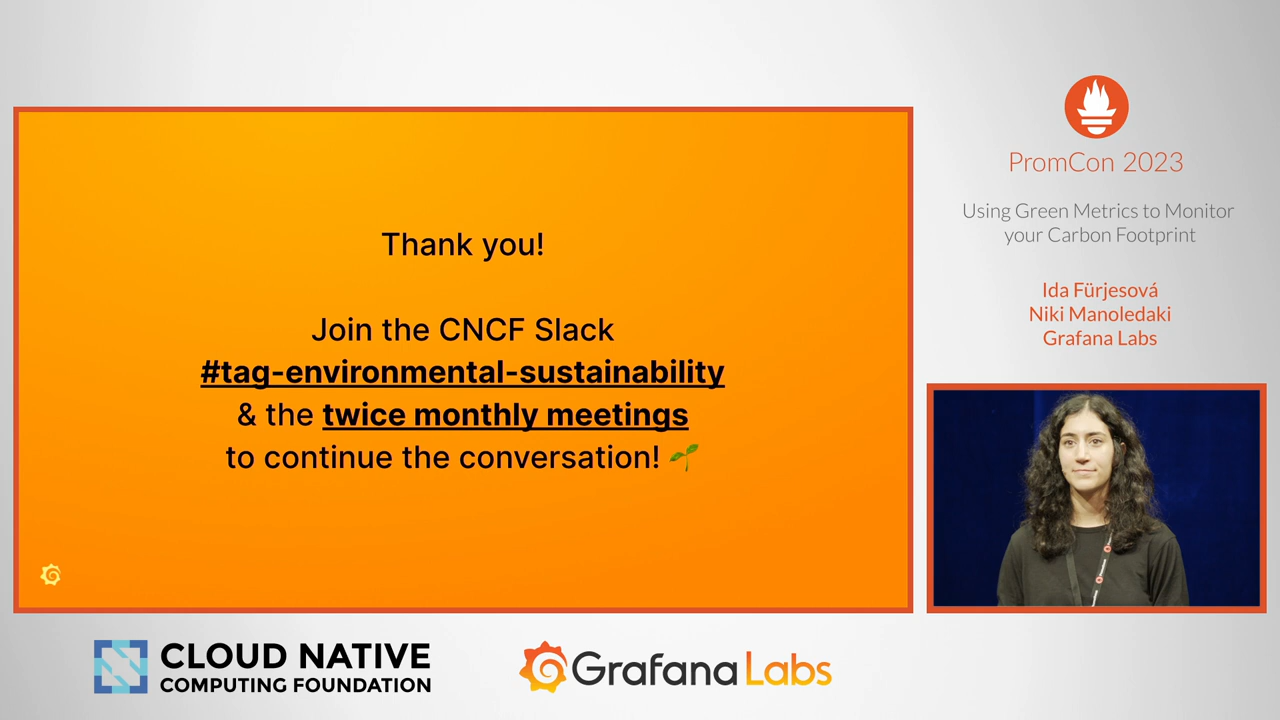 Thank you!
Join the CNCF Slack
#tag-environmental-sustainability
& the twice monthly meetings
to continue the conversation! 🌱
PromCon 2023
Using Green Metrics to Monitor
your Carbon Footprint
Ida Fürjesová
Niki Manoledaki
Grafana Labs
CLOUD NATIVE
COMPUTING FOUNDATION
Grafana Labs